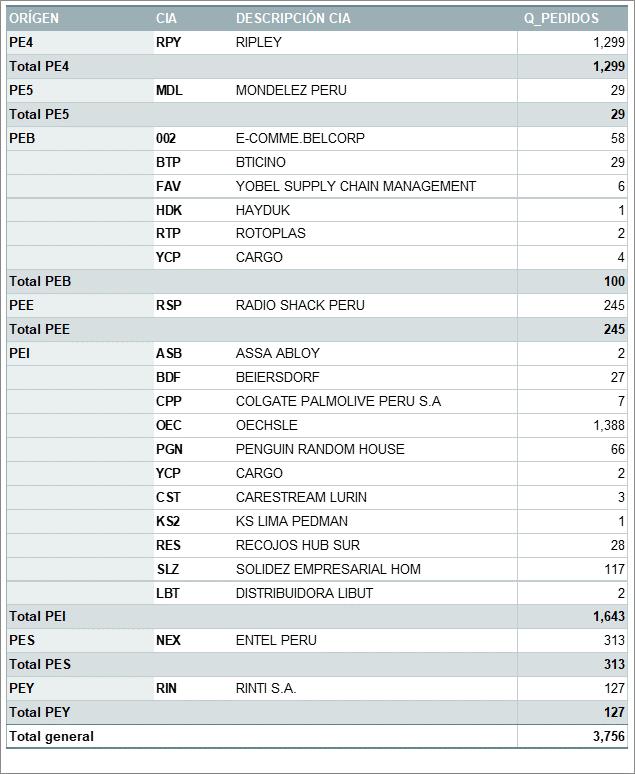 ORÍGEN CIA DESCRIPCIÓN CIA Q_PEDIDOS
PE4 RPY RIPLEY 1,299
Total PE4 1,299
PE5 MDL MONDELEZ PERU 29
Total PE5 29
PEB 002 E-COMME.BELCORP 58
BTP BTICINO 29
FAV YOBEL SUPPLY CHAIN MANAGEMENT 6
HDK HAYDUK 1
RTP ROTOPLAS 2
YCP CARGO 4
Total PEB 100
PEE RSP RADIO SHACK PERU 245
Total PEE 245
PEI ASB ASSA ABLOY 2
BDF BEIERSDORF 27
CPP COLGATE PALMOLIVE PERU S.A 7
OEC OECHSLE 1,388
PGN PENGUIN RANDOM HOUSE 66
YCP CARGO 2
CST CARESTREAM LURIN 3
KS2 KS LIMA PEDMAN 1
RES RECOJOS HUB SUR 28
SLZ SOLIDEZ EMPRESARIAL HOM 117
LBT DISTRIBUIDORA LIBUT 2
Total PEI 1,643
PES NEX ENTEL PERU 313
Total PES 313
PEY RIN RINTI S.A. 127
Total PEY 127
Total general 3,756